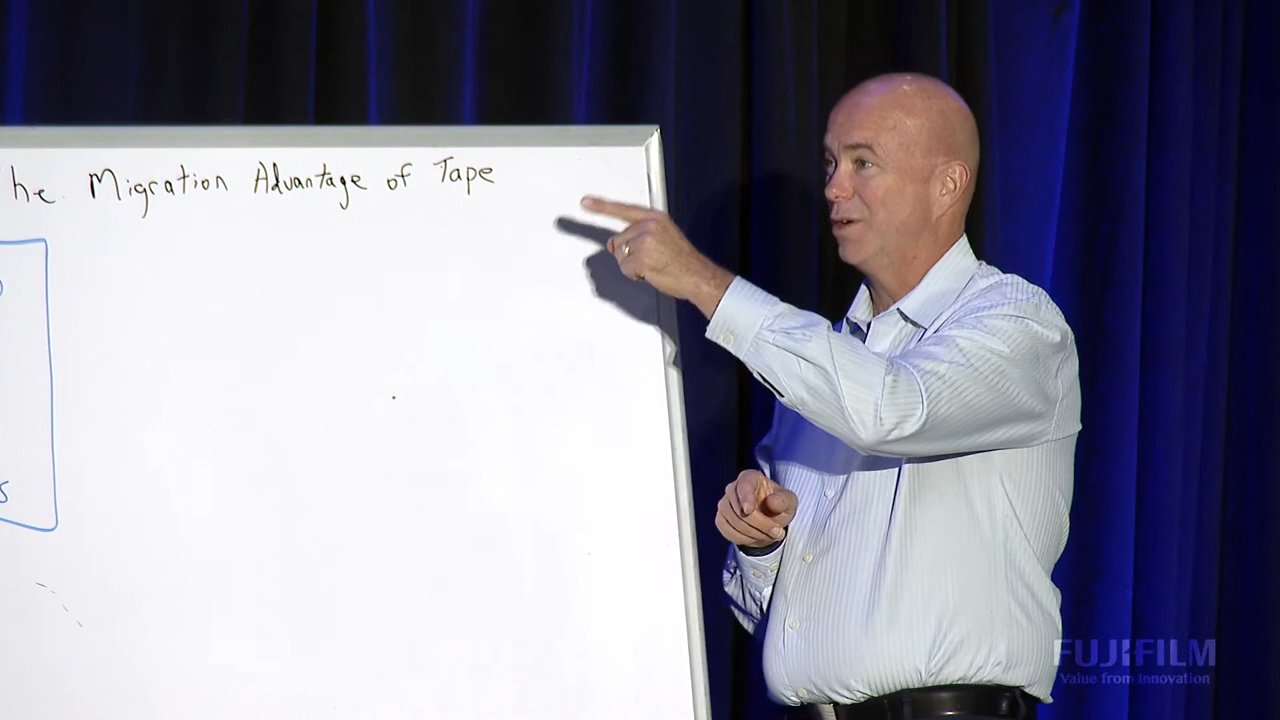 he Migration Advantage of Tape
s
FUJIFILM
Value from Innovation